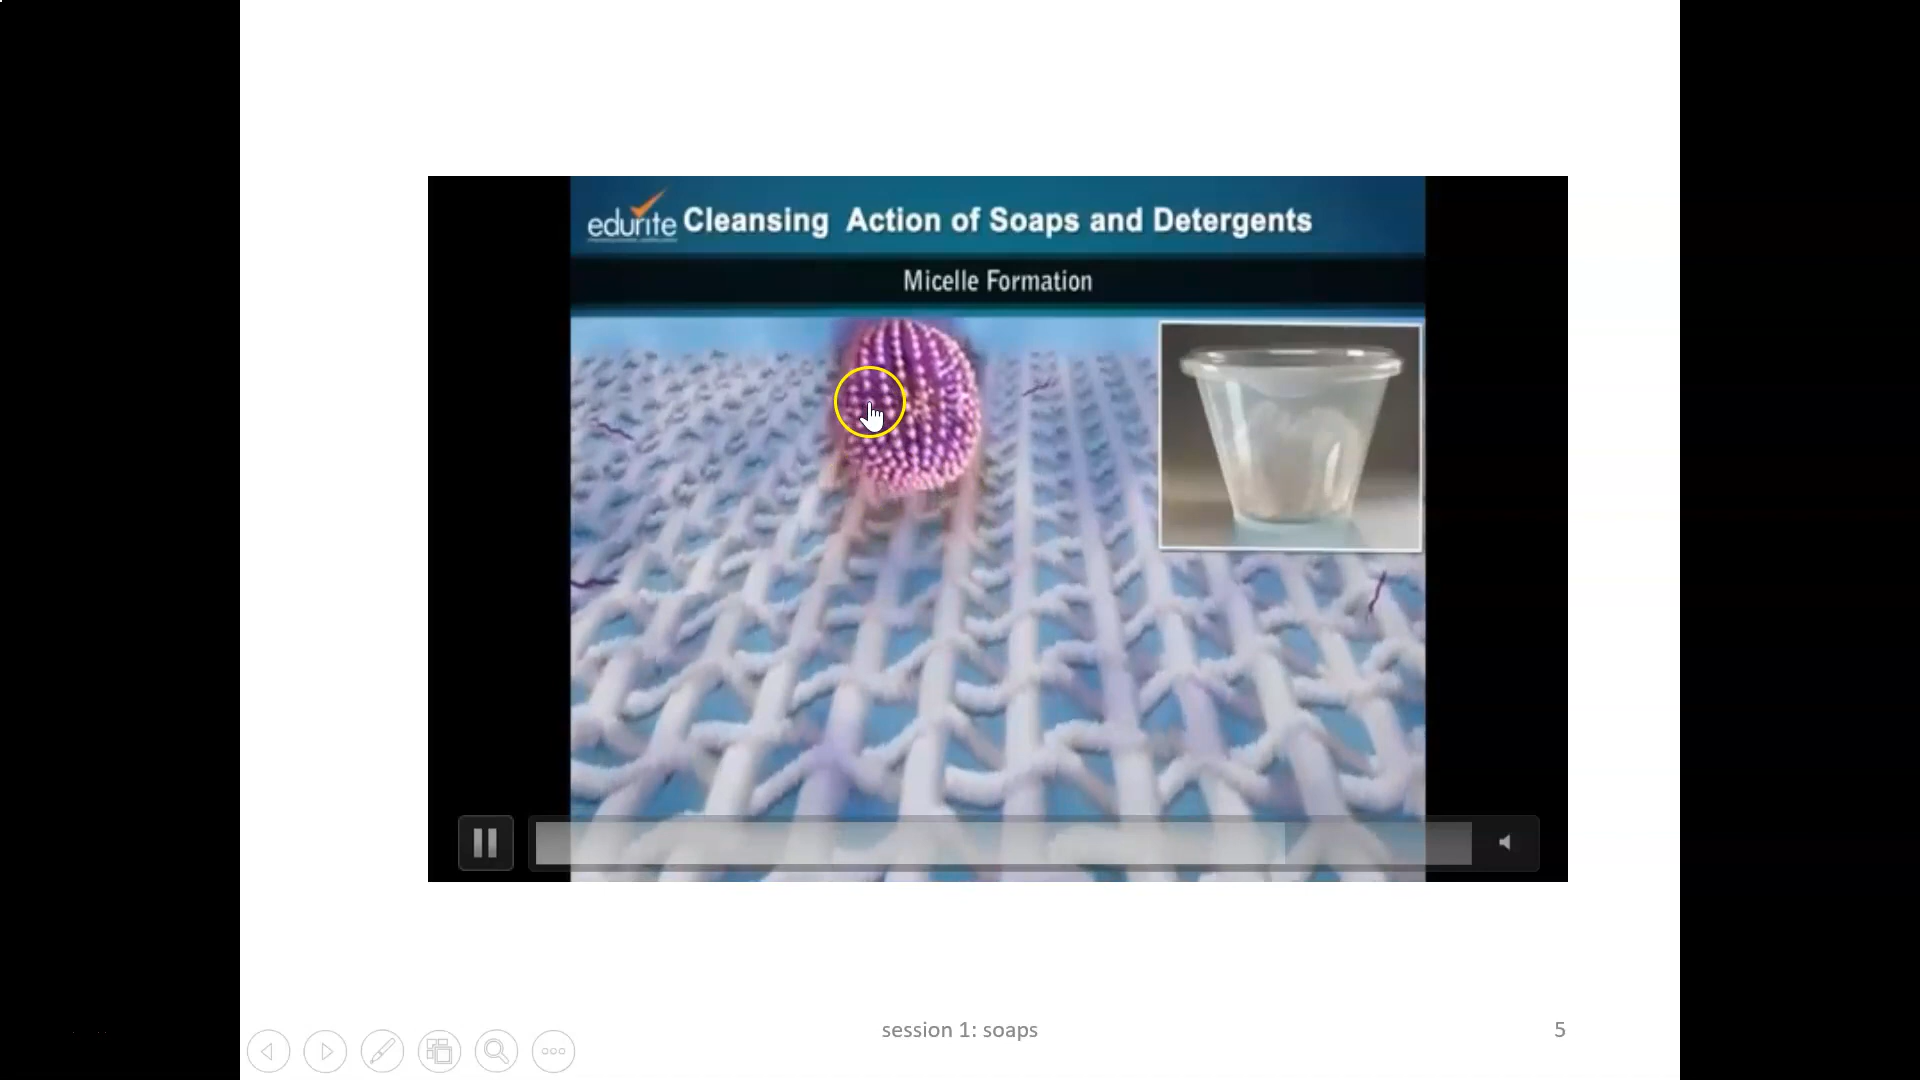 edurite
Cleansing Action of Soaps and Detergents
Micelle Formation
session 1: soaps
5